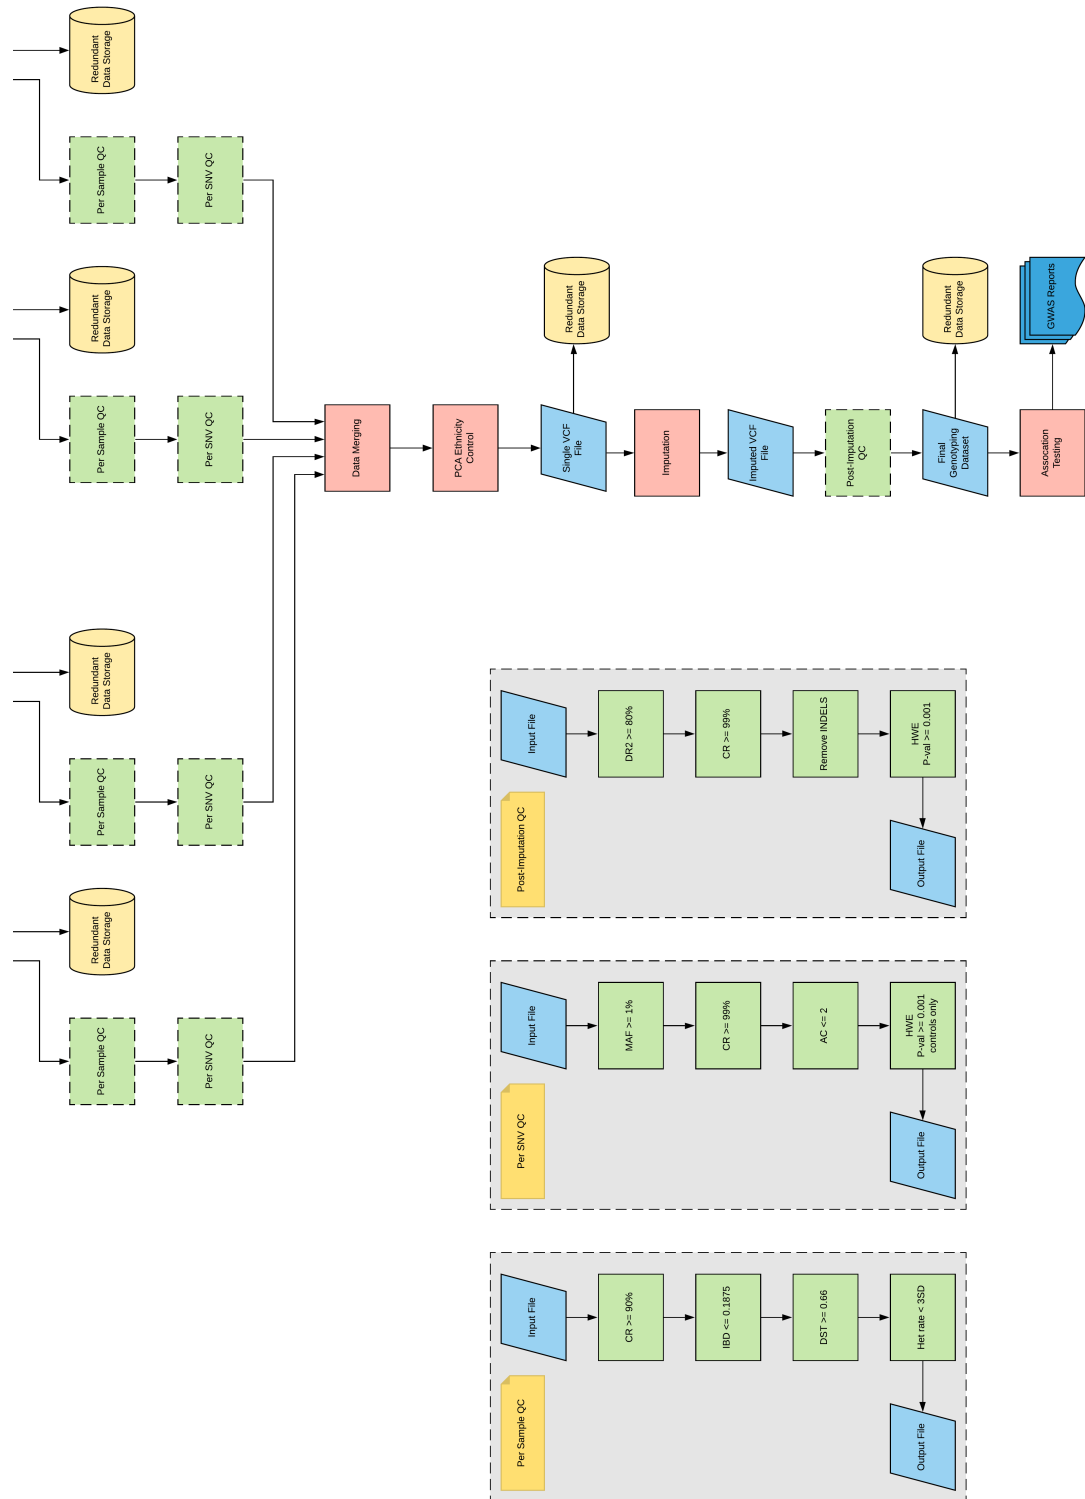 Redundant
Data Storage
Per Sample QC
Per SNV QC
Redundant
Data Storage
Per Sample QC
Per SNV QC
Redundant
Data Storage
Per Sample QC
Per SNV QC
Redundant
Data Storage
Per Sample QC
Per SNV QC
Data Merging
PCA Ethnicity
Control
Single VCF
File
Redundant
Data Storage
Imputation
Imputed VCF
File
Post-Imputation
QC
Final
Genotyping
Dataset
Redundant
Data Storage
Assocation
Testing
GWAS Reports
Post-Imputation QC
Input File
DR2 >= 80%
CR >= 99%
Remove INDELS
HWE
P-val >= 0.001
Output File
Per SNV QC
Input File
MAF >= 1%
CR >= 99%
AC <= 2
HWE
P-val >= 0.001
controls only
Output File
Per Sample QC
Input File
CR >= 90%
IBD <= 0.1875
DST >= 0.66
Het rate < 3SD
Output File